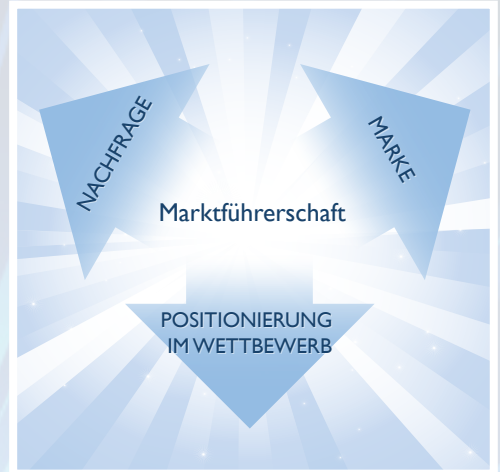 NACHFRAGE
MARKE
Marktführerschaft
POSITIONIERUNG
IM WETTBEWERB